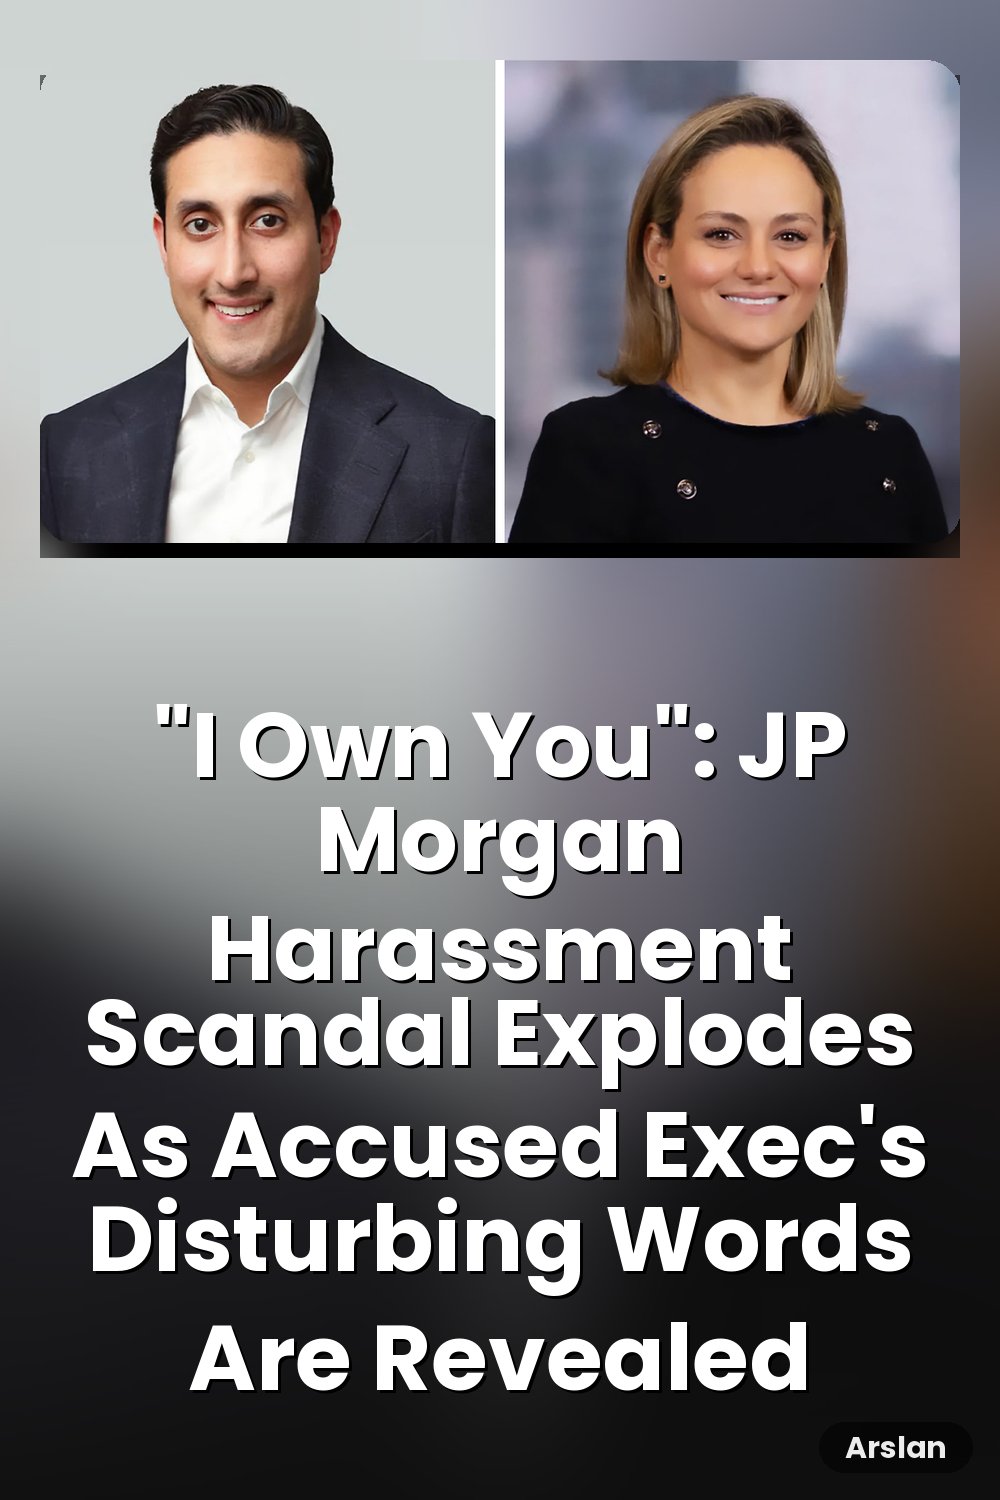 "I Own You": JP
Morgan
Harassment
Scandal Explodes
As Accused Exec's
Disturbing Words
Are Revealed
Arslan